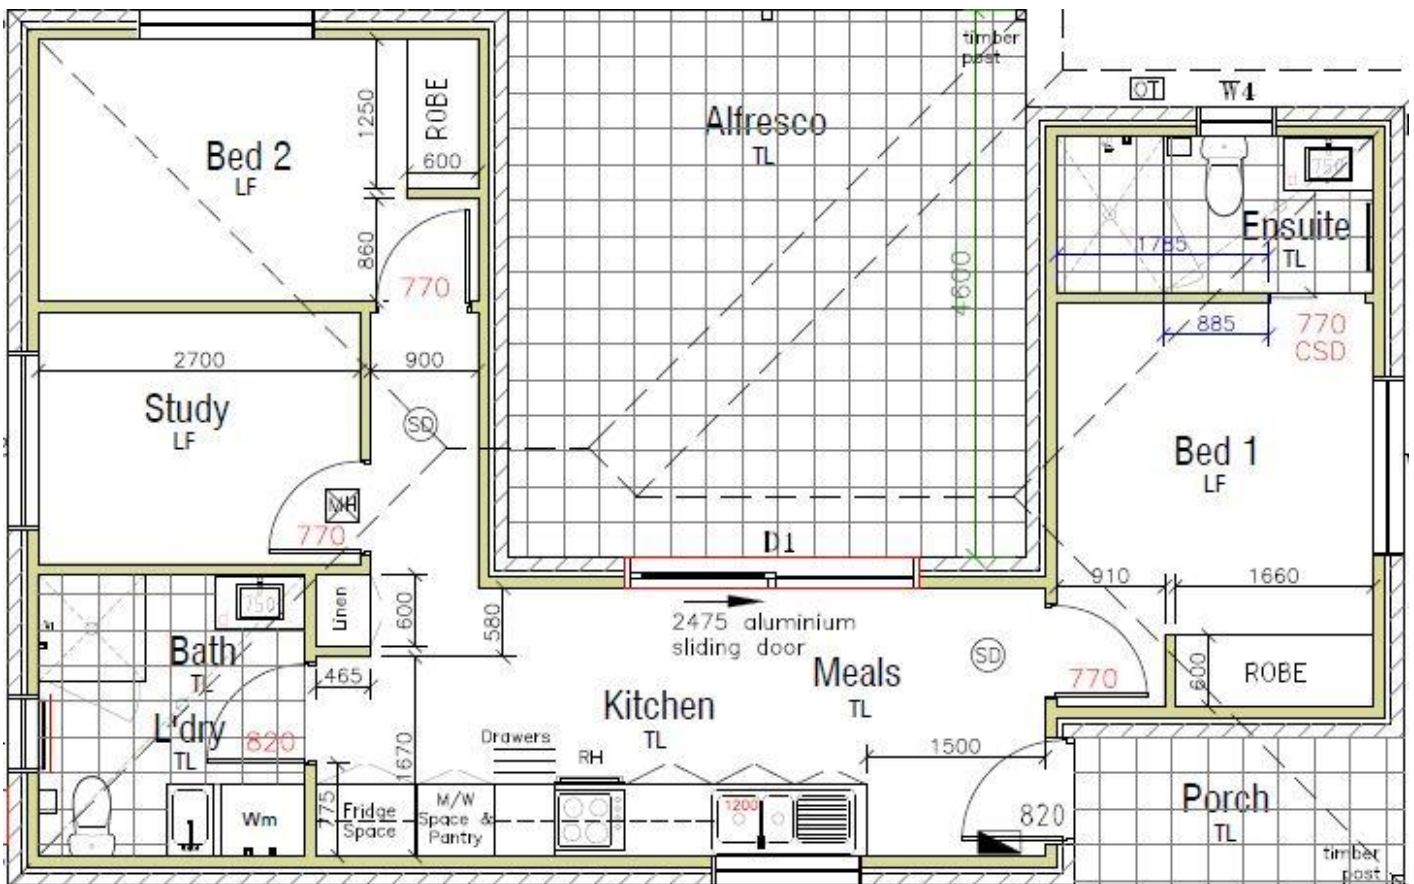 timber
post
OT
W4
Alfresco
TL
1250
ROBE
600
Bed 2
LF
750
d
Ensuite
TL
1785
860
770
4600
885
770
CSD
2700
900
Study
LF
SD
Bed 1
LF
MH
770
D1
910
1660
Linen
600
580
2475 aluminium
sliding door
750
d
Bath
TL
SD
Meals
TL
770
600
ROBE
465
Kitchen
TL
L'dry
TL
820
1670
Drawers
RH
1500
775
Fridge
Space
M/W
Space &
Pantry
1200
820
Porch
TL
Wm
timber
post